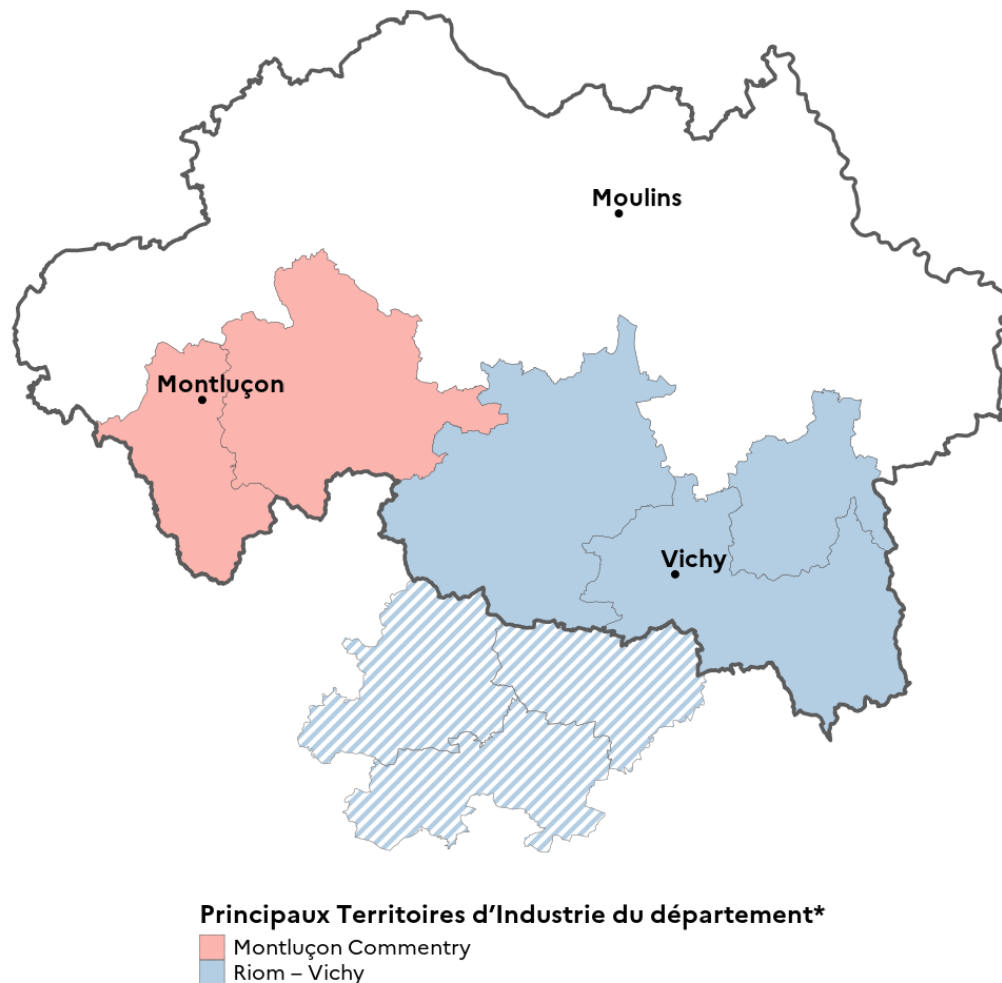 Moulins
Montluçon
Vichy
Principaux Territoires d’Industrie du département*
Montluçon Commentry
Riom – Vichy